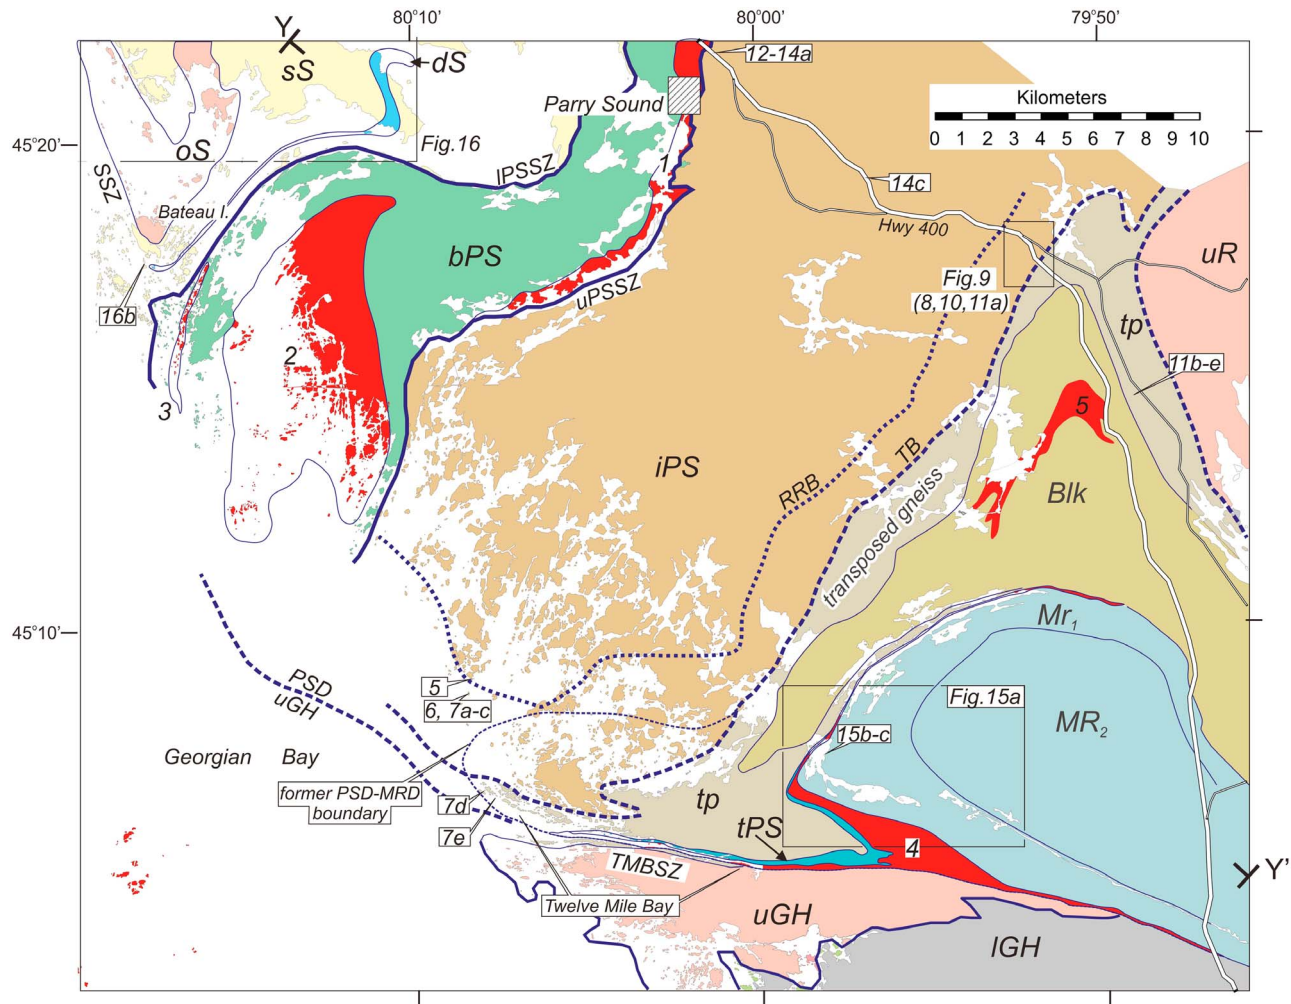 80°10'
80°00'
79°50'
Y
sS
dS
12-14a
Parry Sound
Kilometers
0 1 2 3 4 5 6 7 8 9 10
45°20'
oS
Fig.16
lPSSZ
1
14c
SSZ
Bateau I.
Hwy 400
bPS
uR
Fig.9
(8,10,11a)
uPSSZ
16b
tp
2
11b-e
3
5
TB
iPS
RRB
Blk
transposed gneiss
45°10'
Mr1
PSD
uGH
5
6, 7a-c
Fig.15a
MR2
15b-c
Georgian Bay
former PSD-MRD
boundary
7d
tp
7e
tPS
4
TMBSZ
Y'
Twelve Mile Bay
uGH
lGH